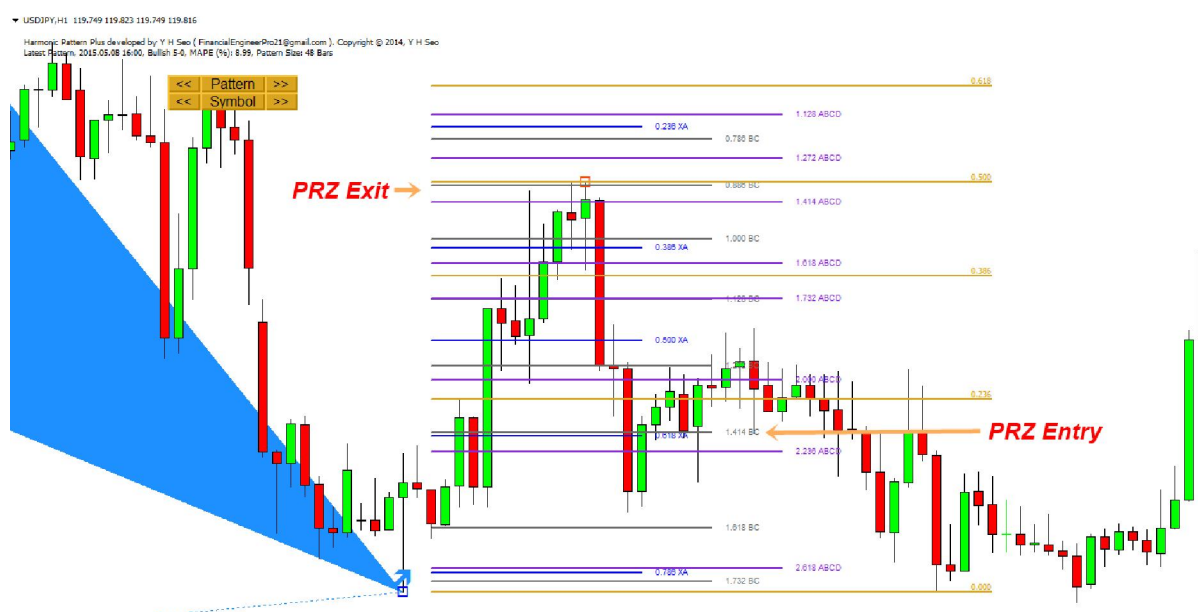 USDJPY,H1 119.749 119.823 119.749 119.816
Harmonic Pattern Plus developed by Y H Seo ( FinancialEngineerPro21@gmail.com ). Copyright © 2014, Y H Seo
Latest Pattern, 2015.05.08 16:00, Bullish 5-0, MAPE (%): 8.99, Pattern Size: 48 Bars
<< Pattern >>
<< Symbol >>
0.618
1.128 ABCD
0.236 XA
0.786 BC
1.272 ABCD
0.500
0.886 BC
PRZ Exit
1.414 ABCD
1.000 BC
0.386 XA
1.618 ABCD
0.386
1.128 BC
1.732 ABCD
0.500 XA
2.000 ABCD
0.236
1.414 BC
PRZ Entry
0.618 XA
2.236 ABCD
1.618 BC
2.618 ABCD
0.786 XA
1.732 BC
0.000